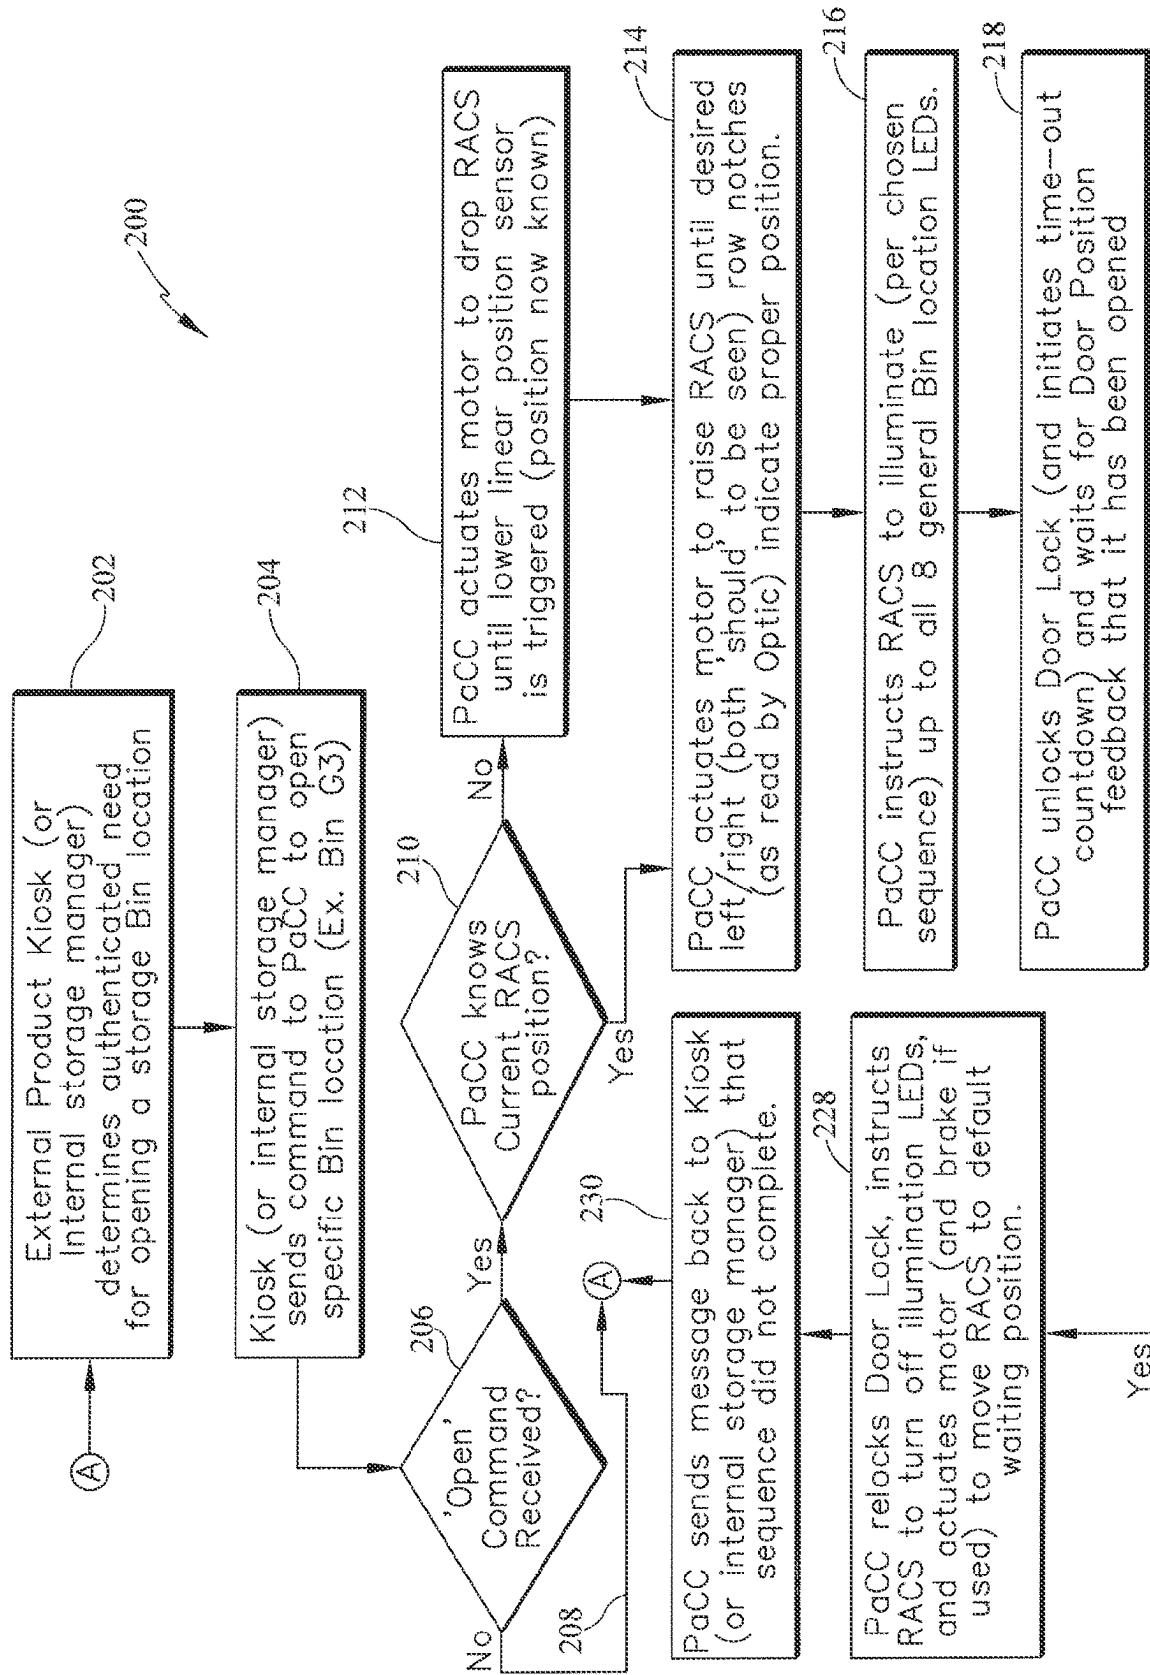 200
A
External Product Kiosk (or
Internal storage manager)
determines authenticated need
for opening a storage Bin location
202
Kiosk (or internal storage manager)
sends command to PaCC to open
specific Bin location (Ex. Bin G3)
204
'Open'
Command
Received?
206
No
208
Yes
A
PaCC knows
Current RACS
position?
210
No
Yes
PaCC actuates motor to drop RACS
until lower linear position sensor
is triggered (position now known)
212
PaCC actuates motor to raise RACS until desired
left/right (both 'should' to be seen) row notches
(as read by Optic) indicate proper position.
214
PaCC instructs RACS to illuminate (per chosen
sequence) up to all 8 general Bin location LEDs.
216
PaCC unlocks Door Lock (and initiates time-out
countdown) and waits for Door Position
feedback that it has been opened
218
PaCC sends message back to Kiosk
(or internal storage manager) that
sequence did not complete.
230
PaCC relocks Door Lock, instructs
RACS to turn off illumination LEDs,
and actuates motor (and brake if
used) to move RACS to default
waiting position.
228
Yes